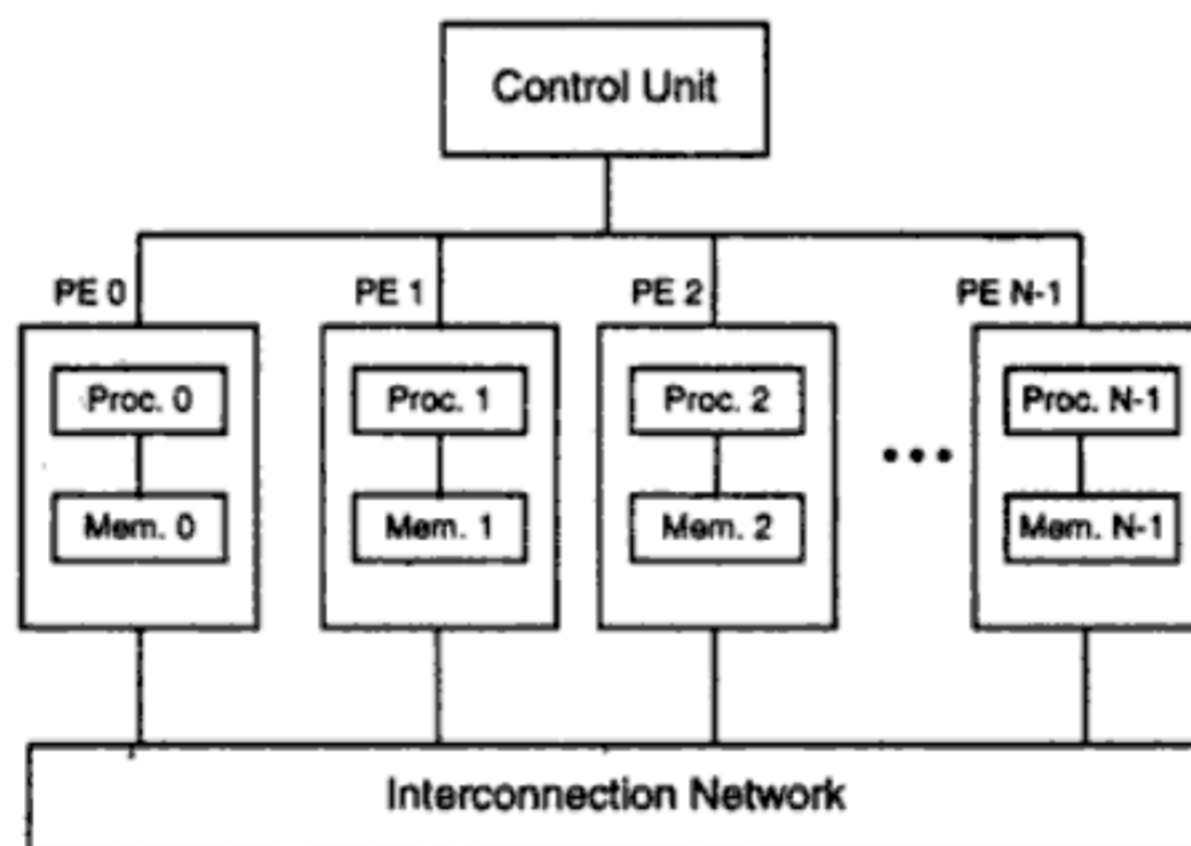 Control Unit
PE 0
PE 1
PE 2
PE N-1
Proc. 0
Proc. 1
Proc. 2
Proc. N-1
Mem. 0
Mem. 1
Mem. 2
Mem. N-1
Interconnection Network